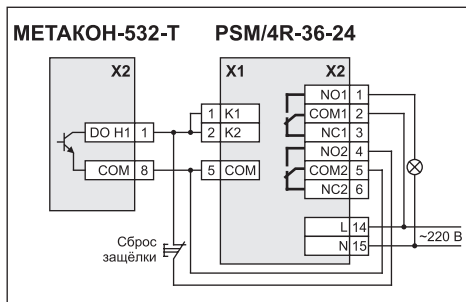 МЕТАКОН-532-Т PSM/4R-36-24
X2 X1 X2
NO1 1
1 K1 COM1 2
DO H1 1 2 K2 NC1 3
NO2 4
COM 8 5 COM COM2 5
NC2 6
L 14
Сброс защёлки N 15 ~220 В